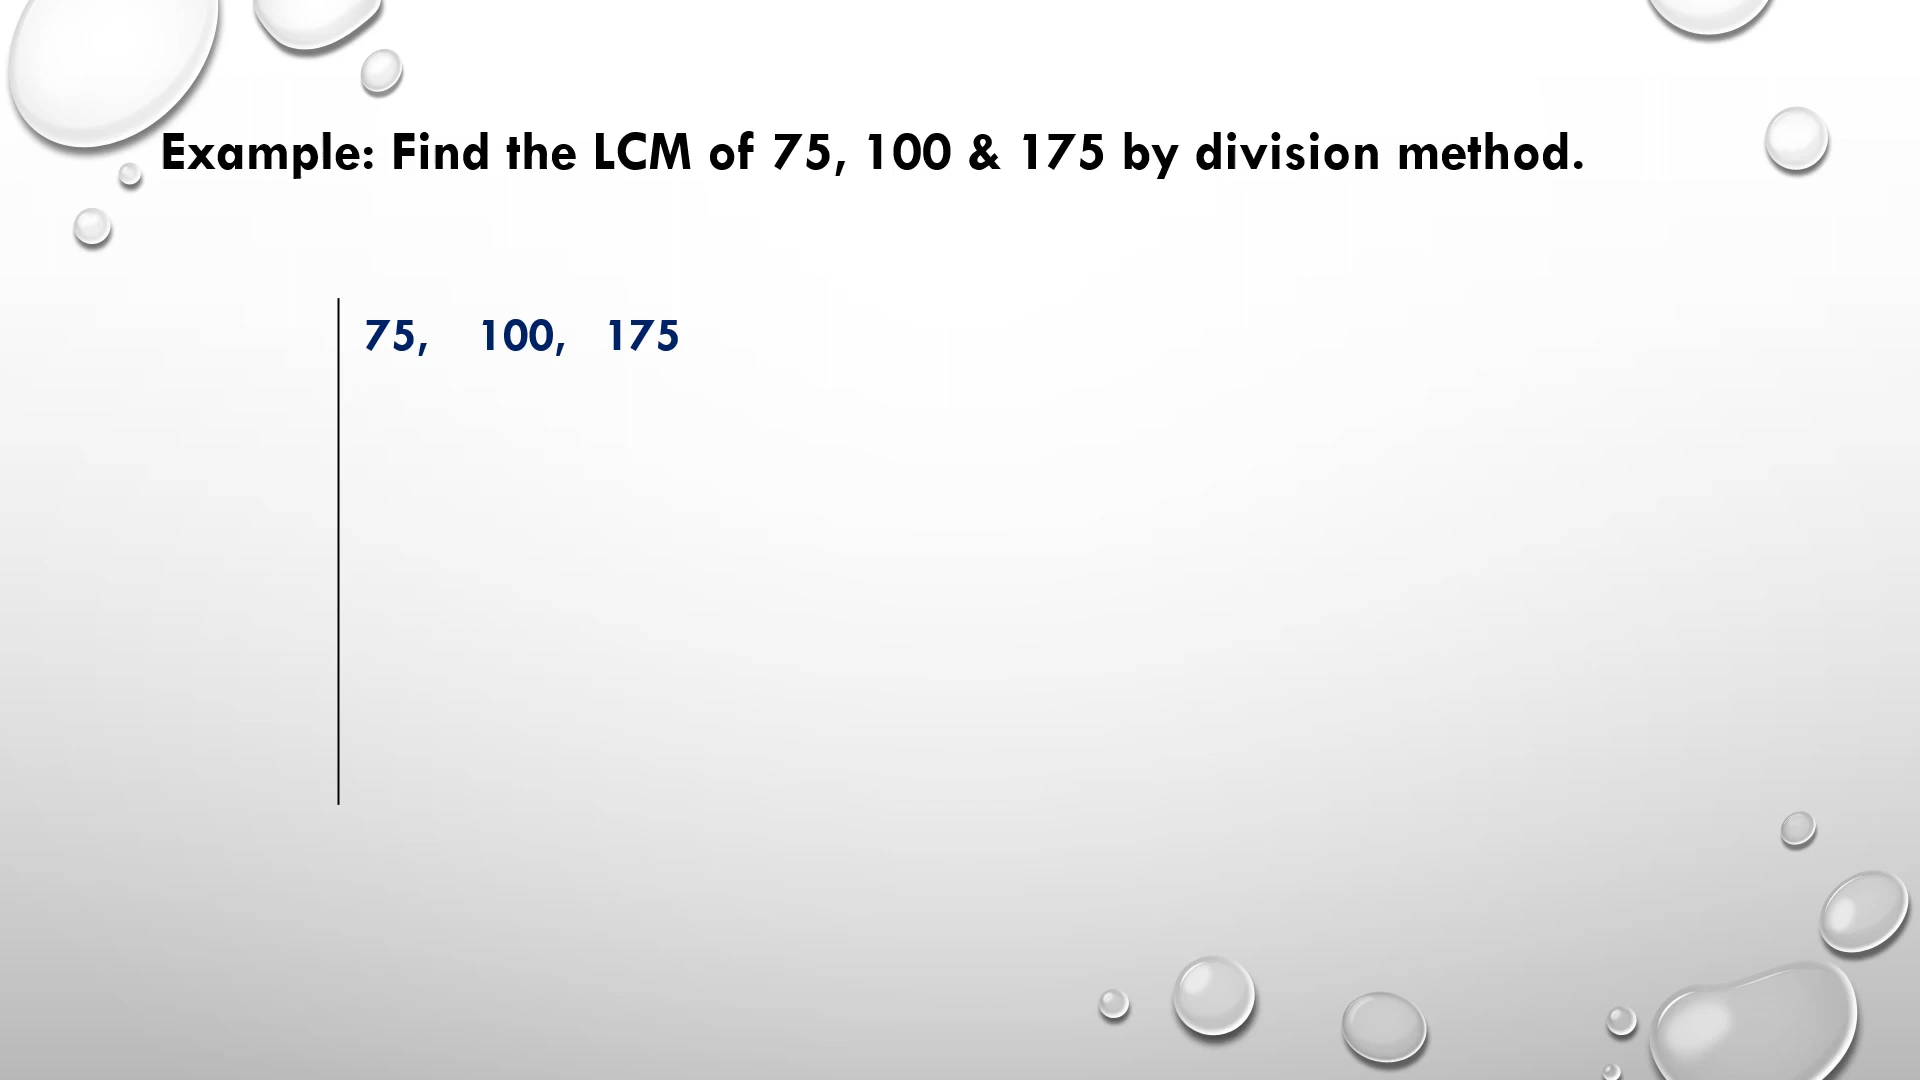 Example: Find the LCM of 75, 100 & 175 by division method.
75, 100, 175